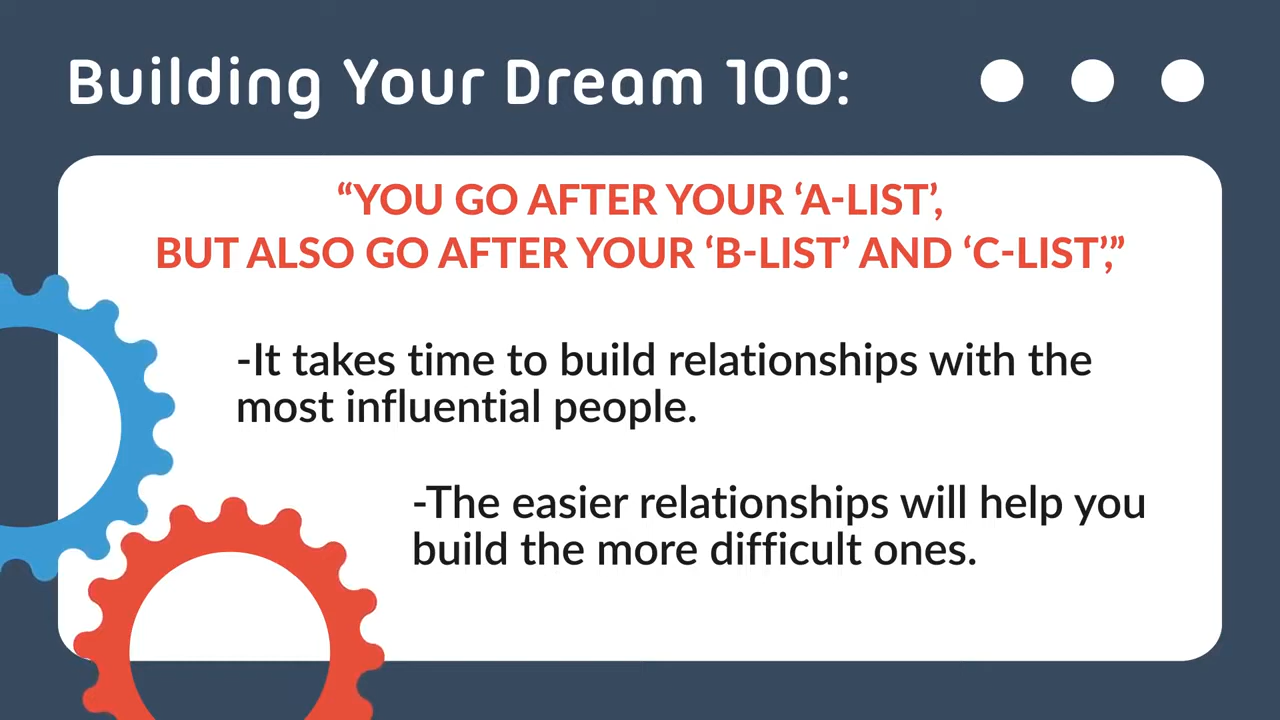 Building Your Dream 100:
“YOU GO AFTER YOUR ‘A-LIST’,
BUT ALSO GO AFTER YOUR ‘B-LIST’ AND ‘C-LIST’,”
-It takes time to build relationships with the
most influential people.
-The easier relationships will help you
build the more difficult ones.